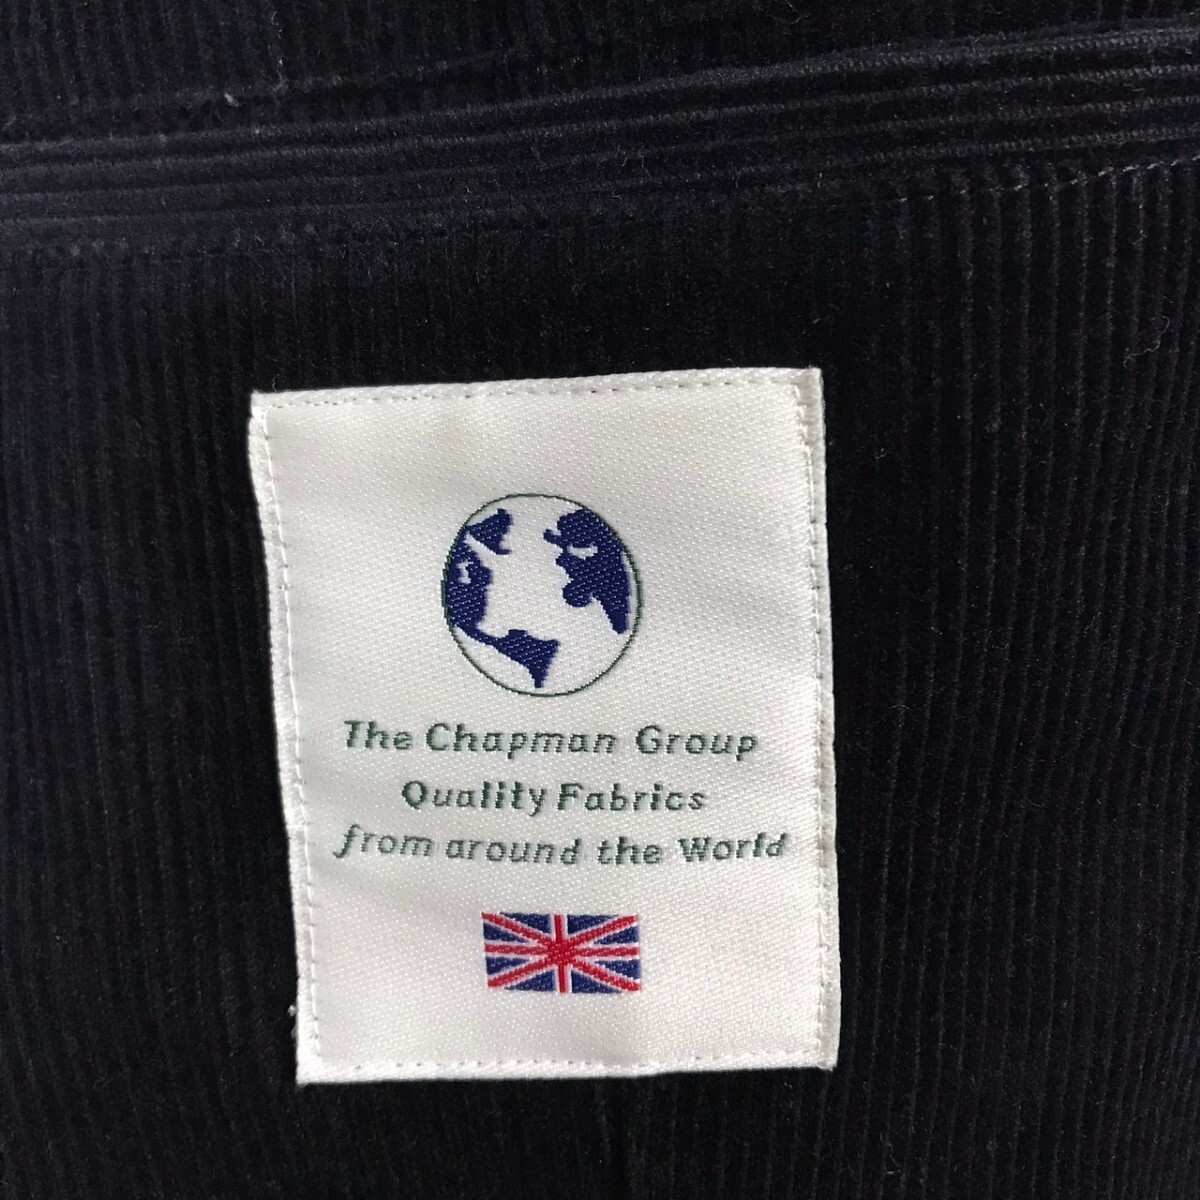 The Chapman Group
Quality Fabrics
from around the World